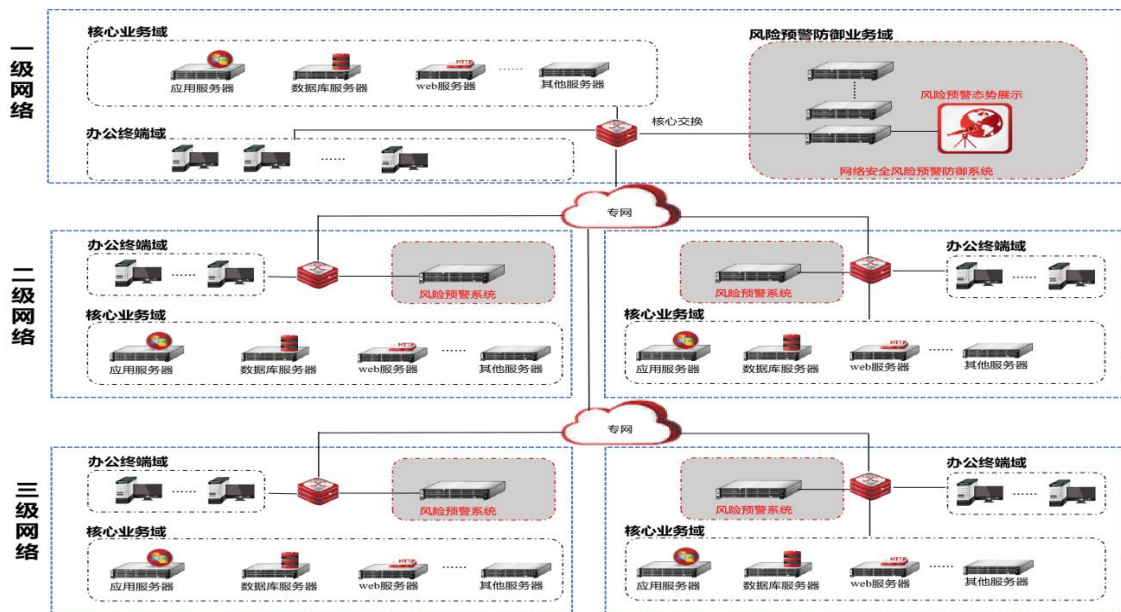 一级网络
核心业务域
应用服务器
数据库服务器
web服务器
......
其他服务器
办公终端域
......
核心交换
风险预警防御业务域
风险预警态势展示
网络安全风险预警防御系统
专网
二级网络
办公终端域
......
风险预警系统
核心业务域
应用服务器
数据库服务器
HTTP
web服务器
......
其他服务器
风险预警系统
办公终端域
......
核心业务域
应用服务器
数据库服务器
web服务器
......
其他服务器
专网
三级网络
办公终端域
......
风险预警系统
核心业务域
应用服务器
数据库服务器
web服务器
......
其他服务器
风险预警系统
办公终端域
......
核心业务域
应用服务器
数据库服务器
web服务器
......
其他服务器